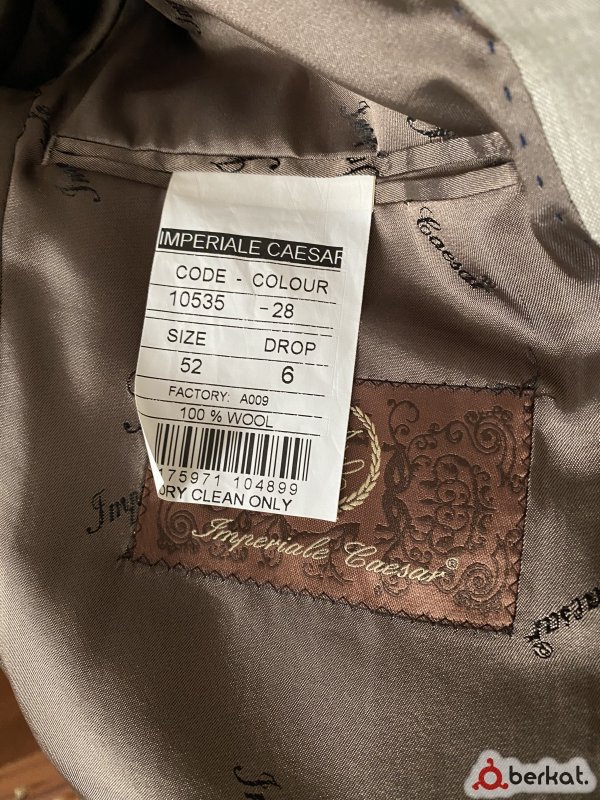 IMPERIALE CAESAR
CODE - COLOUR
10535 -28
SIZE DROP
52 6
FACTORY: A009
100 % WOOL
175971 104899
DRY CLEAN ONLY
Imperiale Caesar®
Caesar
berkat.